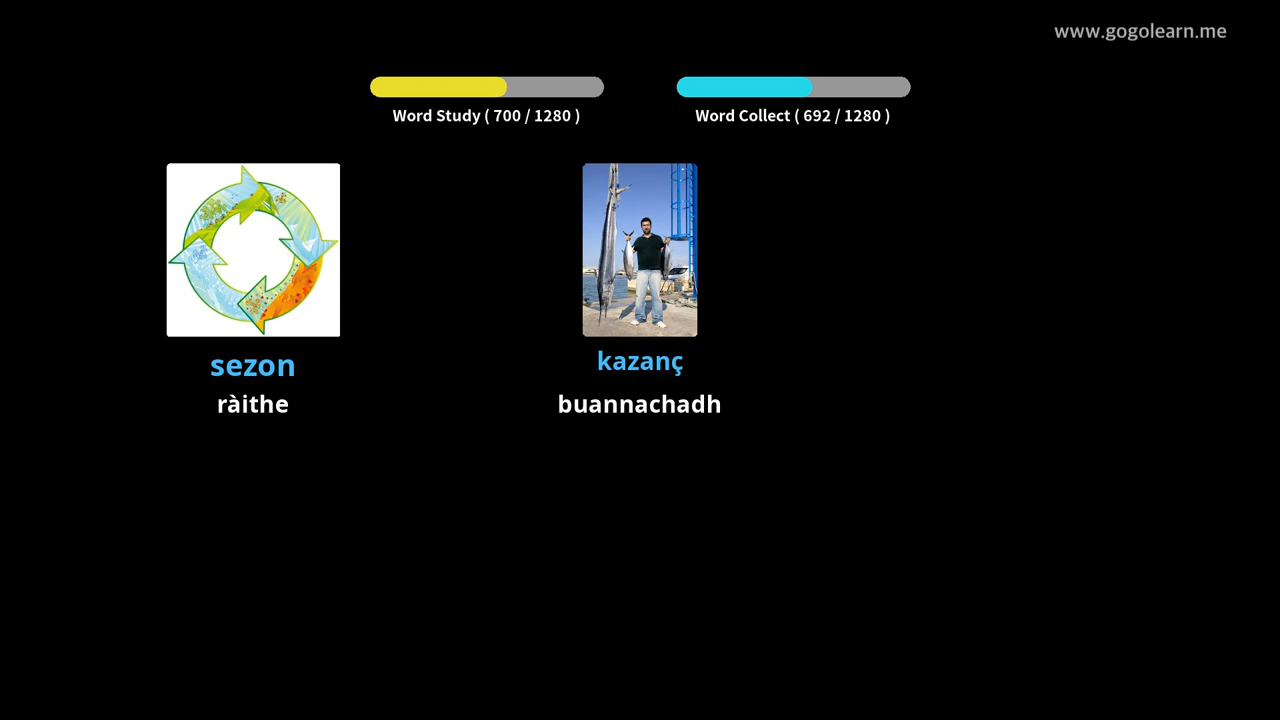 www.gogolearn.me
Word Study ( 700 / 1280 )
Word Collect ( 692 / 1280 )
sezon
ràithe
kazanç
buannachadh